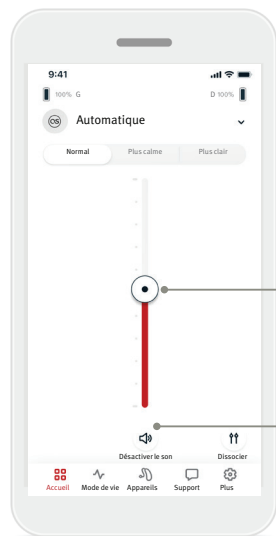 9:41
100% G D 100%
Automatique
Normal Plus calme Plus clair
Désactiver le son Dissocier
Accueil Mode de vie Appareils Support Plus